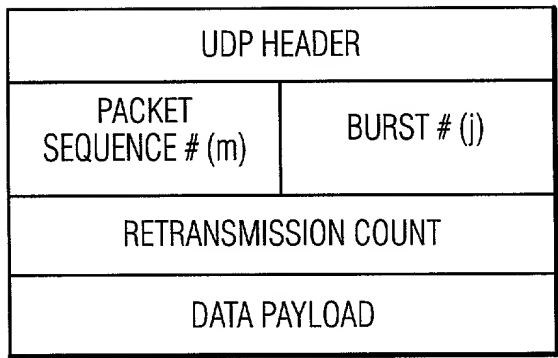 UDP HEADER
PACKET
SEQUENCE # (m)
BURST # (j)
RETRANSMISSION COUNT
DATA PAYLOAD